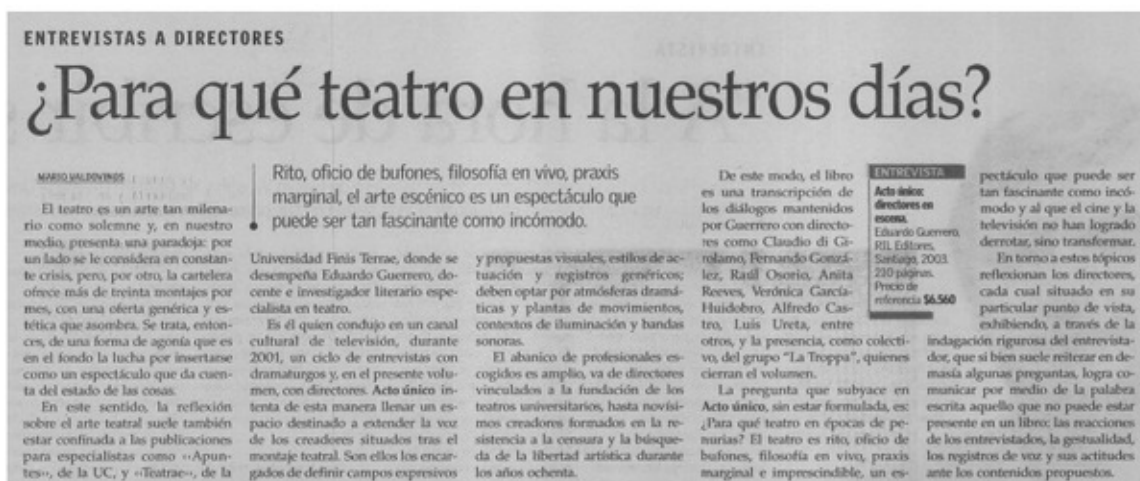 ENTREVISTAS A DIRECTORES
¿Para qué teatro en nuestros días?
MARIO VALDOVINOS
Rito, oficio de bufones, filosofía en vivo, praxis
marginal, el arte escénico es un espectáculo que
puede ser tan fascinante como incómodo.
El teatro es un arte tan milena-
rio como solemne y, en nuestro
medio, presenta una paradoja: por
un lado se le considera en constan-
te crisis, pero, por otro, la cartelera
ofrece más de treinta montajes por
mes, con una oferta genérica y es-
tética que asombra. Se trata, enton-
ces, de una forma de agonía que es
en el fondo la lucha por insertarse
como un espectáculo que da cuen-
ta del estado de las cosas.
En este sentido, la reflexión
sobre el arte teatral suele también
estar confinada a las publicaciones
para especialistas como «Apun-
tes», de la UC, y «Teatrae», de la
Universidad Finis Terrae, donde se
desempeña Eduardo Guerrero, do-
cente e investigador literario espe-
cialista en teatro.
Es él quien condujo en un canal
cultural de televisión, durante
2001, un ciclo de entrevistas con
dramaturgos y, en el presente volu-
men, con directores. Acto único in-
tenta de esta manera llenar un es-
pacio destinado a extender la voz
de los creadores situados tras el
montaje teatral. Son ellos los encar-
gados de definir campos expresivos
y propuestas visuales, estilos de ac-
tuación y registros genéricos;
deben optar por atmósferas dramá-
ticas y plantas de movimientos,
contextos de iluminación y bandas
sonoras.
El abanico de profesionales es-
cogidos es amplio, va de directores
vinculados a la fundación de los
teatros universitarios, hasta novísi-
mos creadores formados en la re-
sistencia a la censura y la búsque-
da de la libertad artística durante
los años ochenta.
De este modo, el libro
es una transcripción de
los diálogos mantenidos
por Guerrero con directo-
res como Claudio di Gi-
rolamo, Fernando Gonzá-
lez, Raúl Osorio, Anita
Reeves, Verónica García-
Huidobro, Alfredo Cas-
tro, Luis Ureta, entre
otros, y la presencia, como colecti-
vo, del grupo "La Troppa", quienes
cierran el volumen.
La pregunta que subyace en
Acto único, sin estar formulada, es:
¿Para qué teatro en épocas de pe-
nurias? El teatro es rito, oficio de
bufones, filosofía en vivo, praxis
marginal e imprescindible, un es-
ENTREVISTA
Acto único:
directores en
escena.
Eduardo Guerrero,
RIL Editores,
Santiago, 2003.
220 páginas.
Precio de
referencia $6.560
pectáculo que puede ser
tan fascinante como incó-
modo y al que el cine y la
televisión no han logrado
derrotar, sino transformar.
En torno a estos tópicos
reflexionan los directores,
cada cual situado en su
particular punto de vista,
exhibiendo, a través de la
indagación rigurosa del entrevista-
dor, que si bien suele reiterar en de-
masía algunas preguntas, logra co-
municar por medio de la palabra
escrita aquello que no puede estar
presente en un libro: las reacciones
de los entrevistados, la gestualidad,
los registros de voz y sus actitudes
ante los contenidos propuestos.